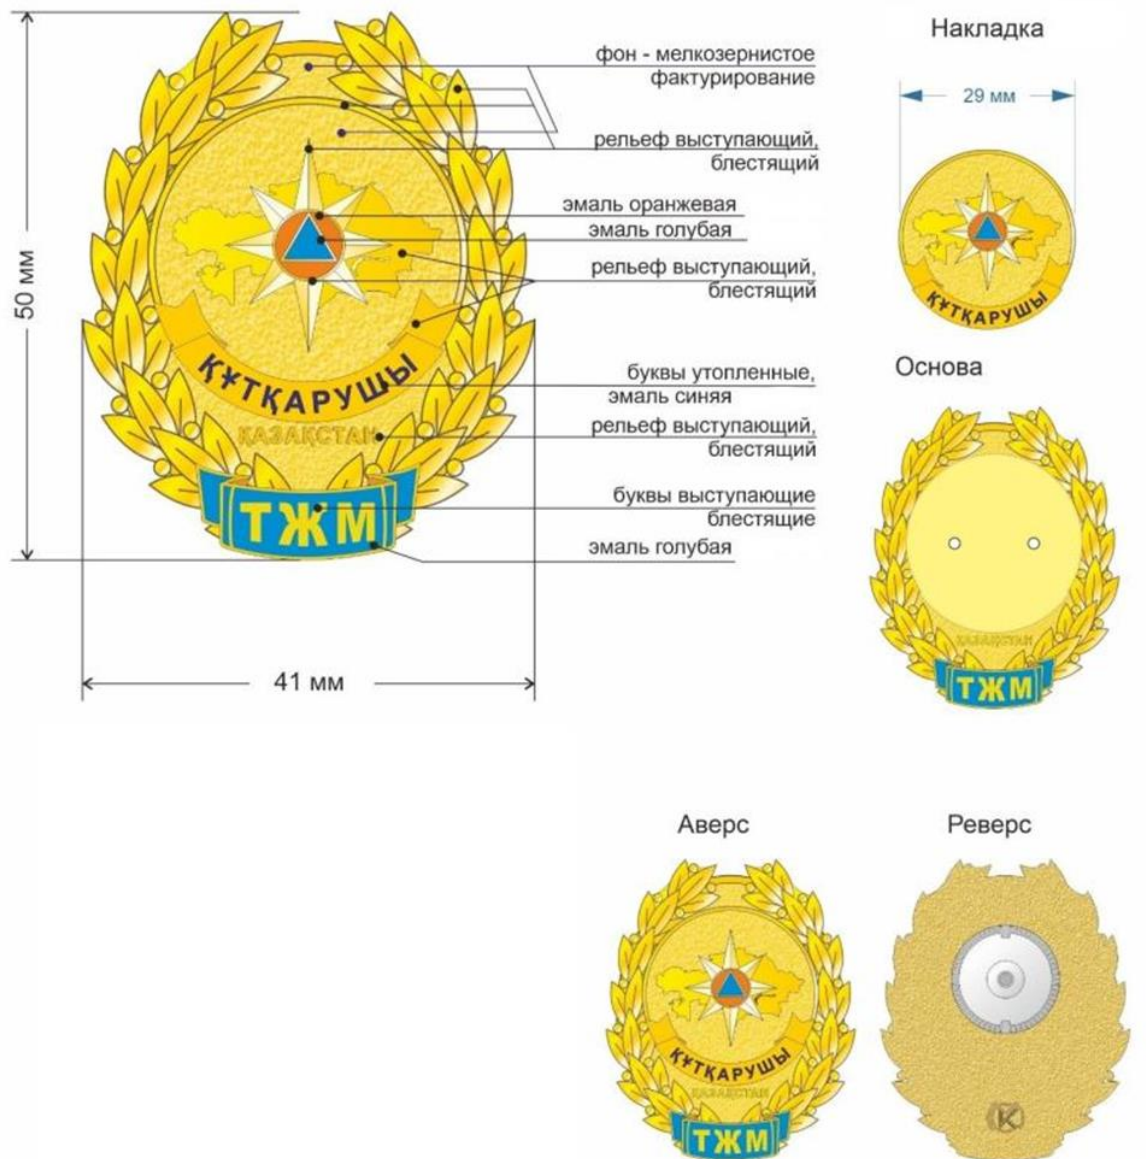 50 мм
41 мм
фон - мелкозернистое
фактурирование
рельеф выступающий,
блестящий
эмаль оранжевая
эмаль голубая
рельеф выступающий,
блестящий
буквы утопленные,
эмаль синяя
рельеф выступающий,
блестящий
буквы выступающие
блестящие
эмаль голубая
ҚҰТҚАРУШЫ
ҚАЗАҚСТАН
ТЖМ
Накладка
29 мм
ҚҰТҚАРУШЫ
Основа
ҚАЗАҚСТАН
ТЖМ
Аверс
ҚҰТҚАРУШЫ
ҚАЗАҚСТАН
ТЖМ
Реверс
K